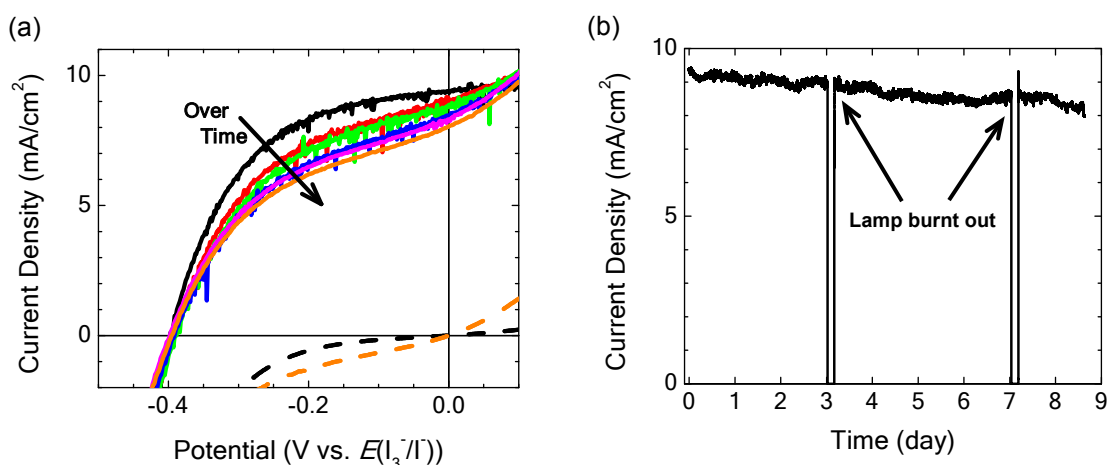 (a)
Over
Time
10
5
0
-0.4
-0.2
0.0
Current Density (mA/cm²)
Potential (V vs. E(I₃⁻/I⁻))
(b)
10
5
0
Lamp burnt out
0 1 2 3 4 5 6 7 8 9
Current Density (mA/cm²)
Time (day)